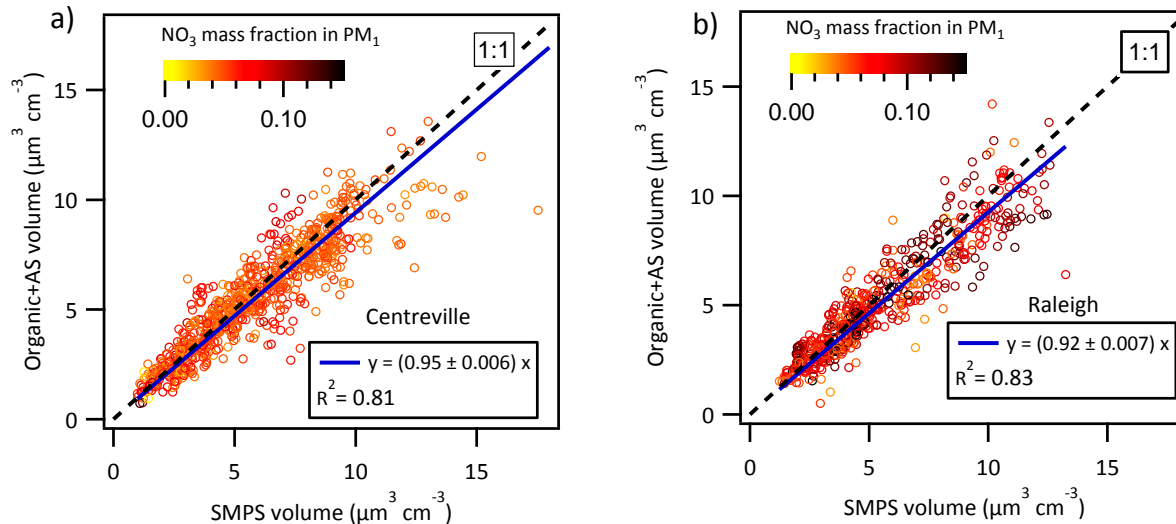 a)
NO₃ mass fraction in PM₁
0.00 0.10
1:1
Organic+AS volume (µm³ cm⁻³)
15
10
5
0
Centreville
y = (0.95 ± 0.006) x
R² = 0.81
0 5 10 15
SMPS volume (µm³ cm⁻³)
b)
NO₃ mass fraction in PM₁
0.00 0.10
1:1
Organic+AS volume (µm³ cm⁻³)
15
10
5
0
Raleigh
y = (0.92 ± 0.007) x
R² = 0.83
0 5 10 15
SMPS volume (µm³ cm⁻³)